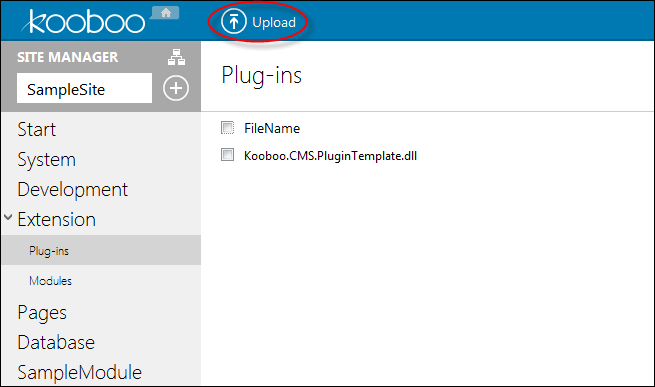 kooboo
Upload
SITE MANAGER
SampleSite
Plug-ins
FileName
Kooboo.CMS.PluginTemplate.dll
Start
System
Development
Extension
Plug-ins
Modules
Pages
Database
SampleModule